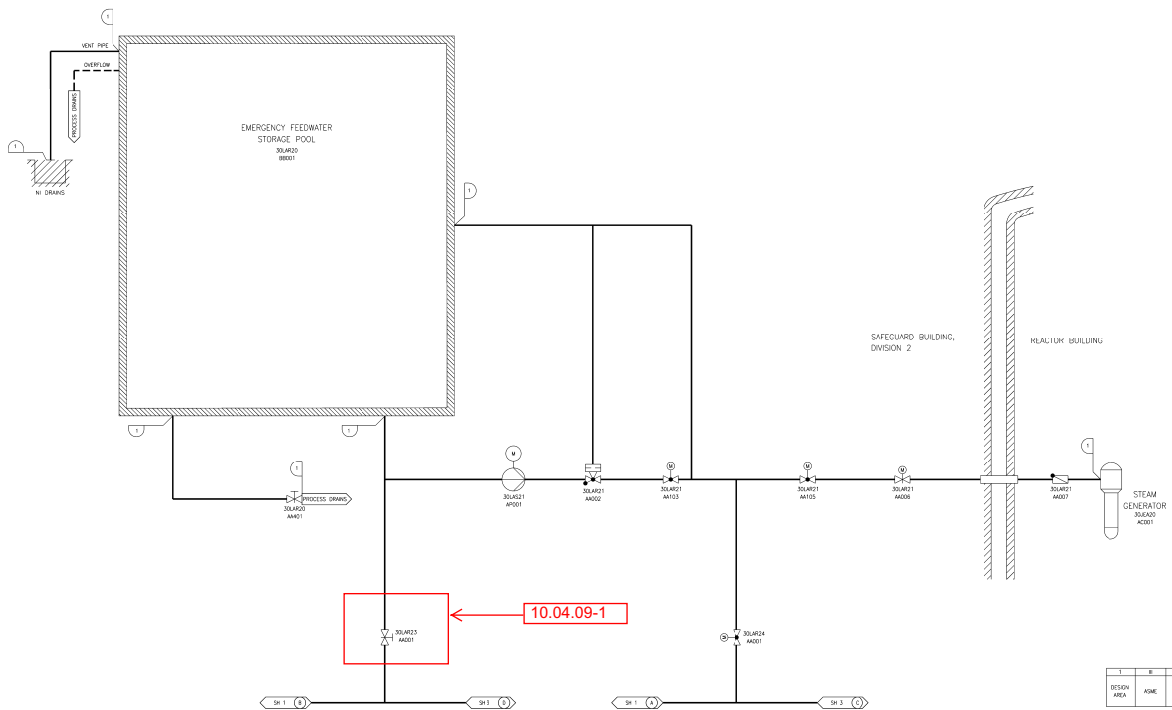 1
VENT PIPE
OVERFLOW
PROCESS DRAINS
1
NI DRAINS
EMERGENCY FEEDWATER
STORAGE POOL
30LAR20
BB001
1
SAFEGUARD BUILDING,
DIVISION 2
REACTOR BUILDING
1
1
1
1
M
M
M
M
30LAR20
AA401
PROCESS DRAINS
30LAS21
AP001
30LAR21
AA002
30LAR21
AA103
30LAR21
AA105
30LAR21
AA006
30LAR21
AA007
STEAM
GENERATOR
30JEA20
AC001
10.04.09-1
30LAR23
AA001
M
30LAR24
AA001
SH 1 B
SH 3 D
SH 1 A
SH 3 C
1 III
DESIGN
AREA
ASME